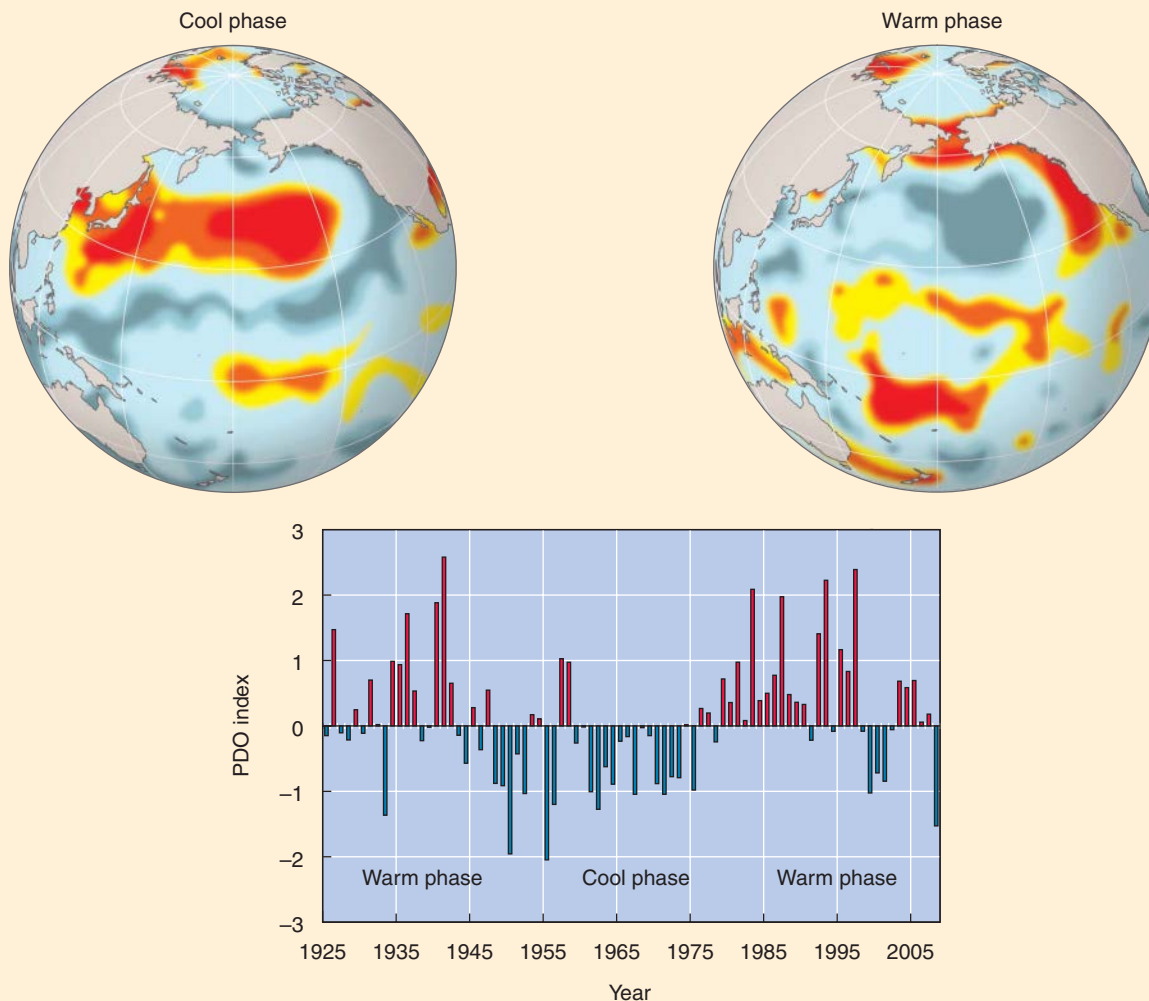 Cool phase
Warm phase
3
2
1
0
–1
–2
–3
PDO index
Warm phase
Cool phase
Warm phase
1925
1935
1945
1955
1965
1975
1985
1995
2005
Year